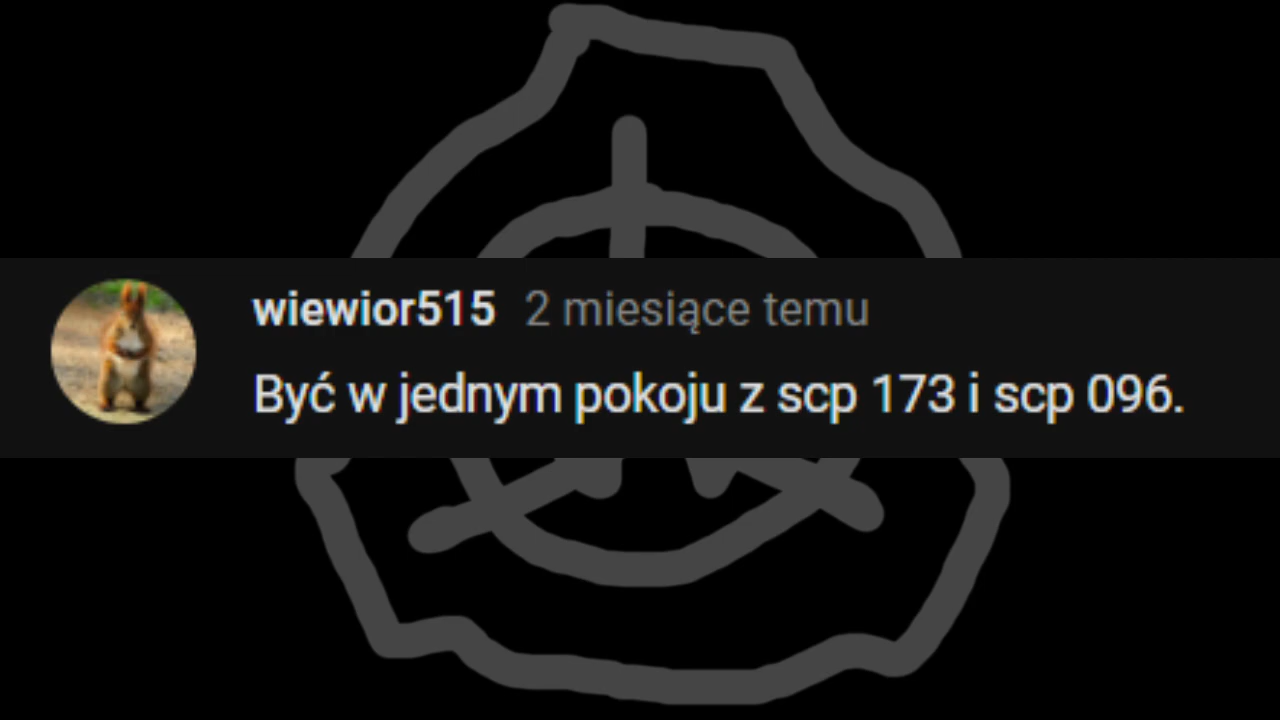 wiewior515 2 miesiące temu
Być w jednym pokoju z scp 173 i scp 096.